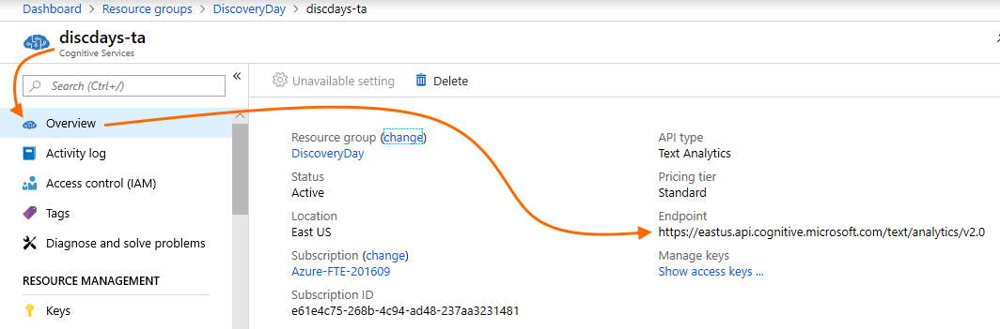 Dashboard > Resource groups > DiscoveryDay > discdays-ta
discdays-ta
Cognitive Services
Search (Ctrl+/)
«
Overview
Activity log
Access control (IAM)
Tags
Diagnose and solve problems
RESOURCE MANAGEMENT
Keys
Unavailable setting
Delete
Resource group (change)
DiscoveryDay
Status
Active
Location
East US
Subscription (change)
Azure-FTE-201609
Subscription ID
e61e4c75-268b-4c94-ad48-237aa3231481
API type
Text Analytics
Pricing tier
Standard
Endpoint
https://eastus.api.cognitive.microsoft.com/text/analytics/v2.0
Manage keys
Show access keys ...